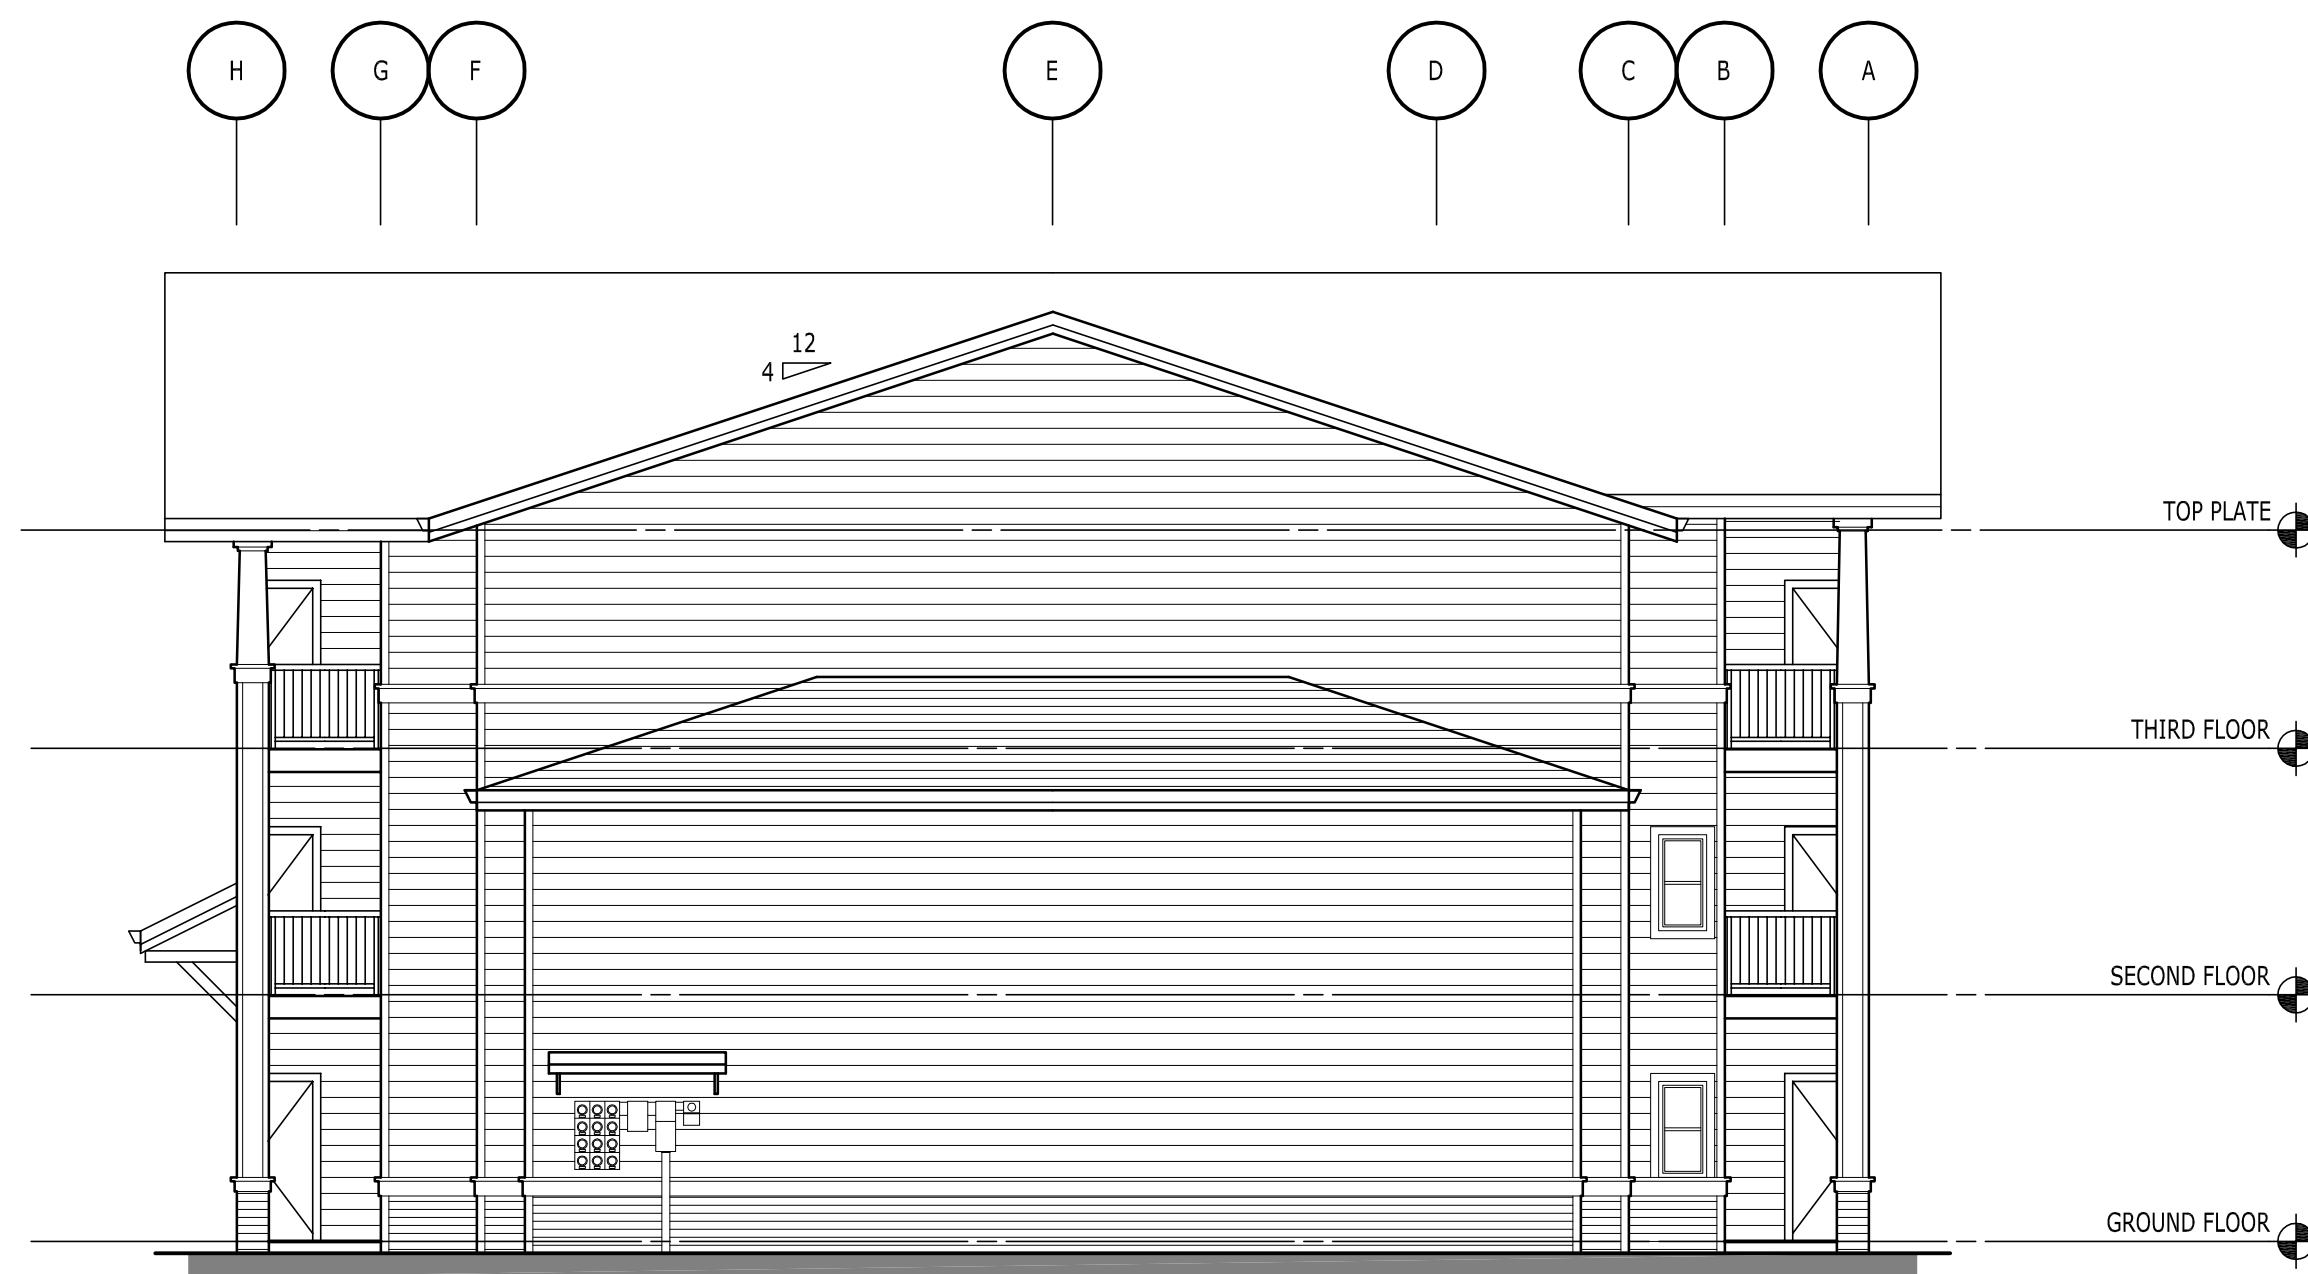 H G F E D C B A
12
4
TOP PLATE
THIRD FLOOR
SECOND FLOOR
GROUND FLOOR